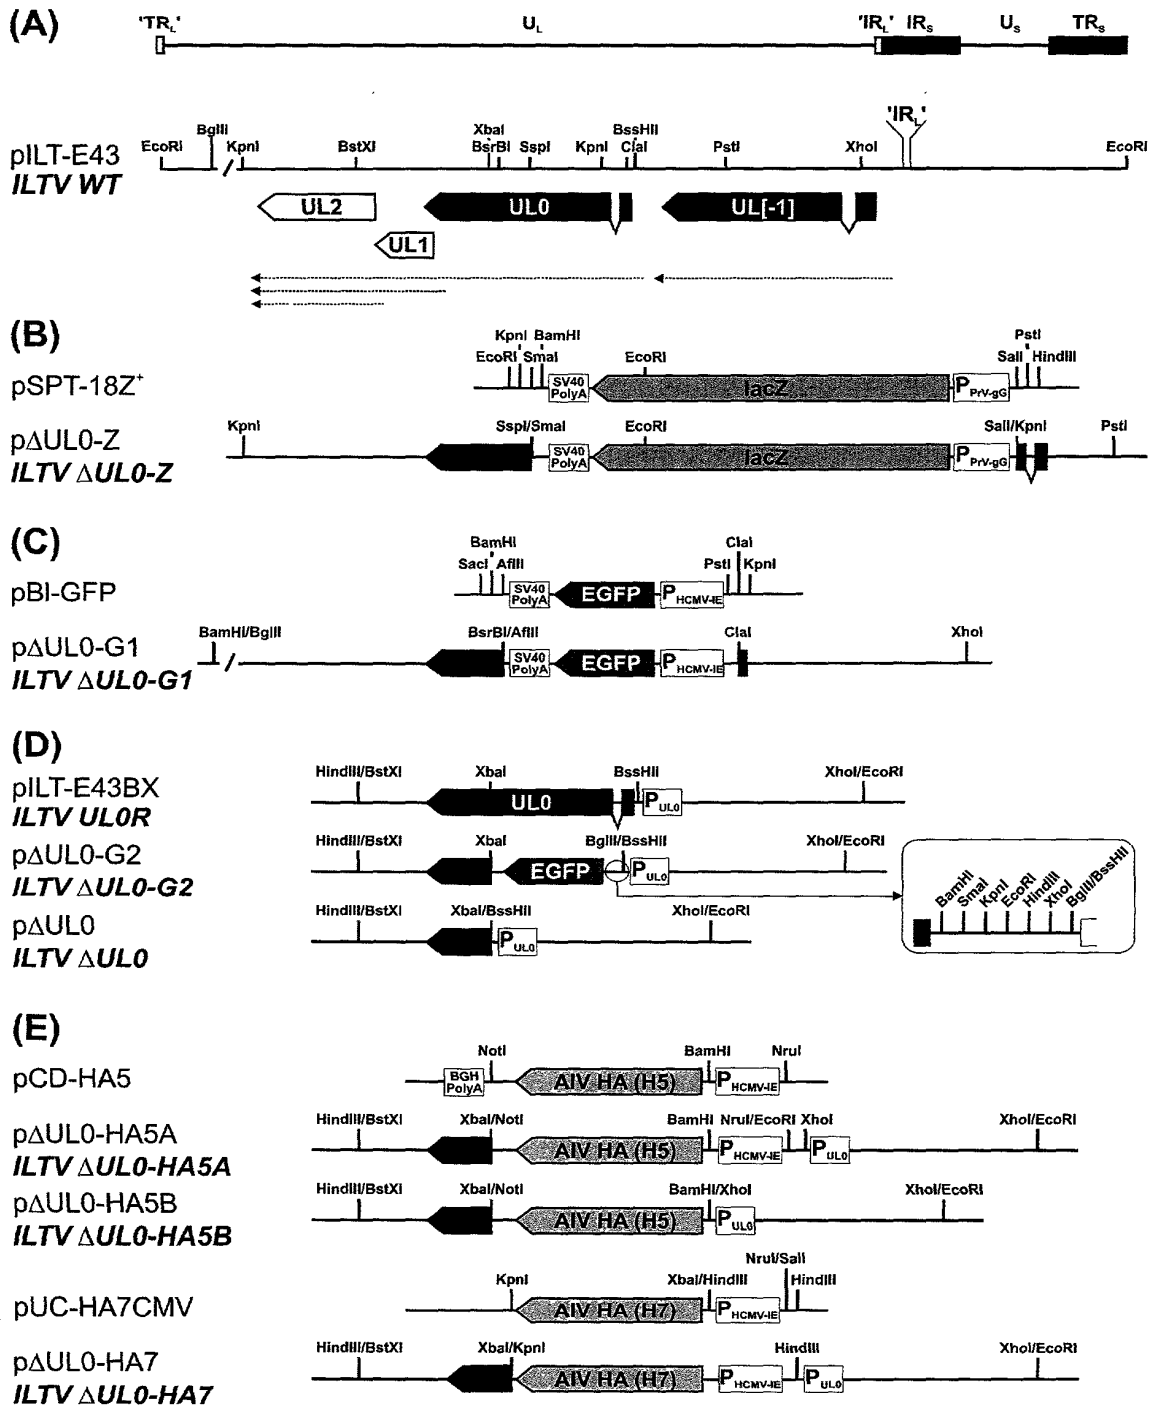 (A)
'TRL' UL 'IRL' IRS US TRS
'IRL'
BglII XbaI BssHII
EcoRI KpnI BstXI BsrBI SspI KpnI ClaI PstI XhoI EcoRI
pILT-E43
ILTV WT
UL2 UL0 UL[-1]
UL1
(B)
KpnI BamHI PstI
EcoRI SmaI EcoRI SalI HindIII
pSPT-18Z+
SV40 PolyA lacZ PPrV-gG
KpnI SspI/SmaI EcoRI SalI/KpnI PstI
pΔUL0-Z
SV40 PolyA lacZ PPrV-gG
ILTV ΔUL0-Z
(C)
BamHI ClaI
SacI AflII PstI KpnI
pBI-GFP
SV40 PolyA EGFP PHCMV-IE
BamHI/BglII BsrBI/AflII ClaI XhoI
pΔUL0-G1
SV40 PolyA EGFP PHCMV-IE
ILTV ΔUL0-G1
(D)
HindIII/BstXI XbaI BssHII XhoI/EcoRI
pILT-E43BX
UL0 PUL0
ILTV UL0R
HindIII/BstXI XbaI BglII/BssHII XhoI/EcoRI
pΔUL0-G2
EGFP PUL0
ILTV ΔUL0-G2
BamHI SmaI KpnI EcoRI HindIII XhoI BglII/BssHII
HindIII/BstXI XbaI/BssHII XhoI/EcoRI
pΔUL0
PUL0
ILTV ΔUL0
(E)
NotI BamHI NruI
pCD-HA5
BGH PolyA AIV HA (H5) PHCMV-IE
HindIII/BstXI XbaI/NotI BamHI NruI/EcoRI XhoI XhoI/EcoRI
pΔUL0-HA5A
AIV HA (H5) PHCMV-IE PUL0
ILTV ΔUL0-HA5A
HindIII/BstXI XbaI/NotI BamHI/XhoI XhoI/EcoRI
pΔUL0-HA5B
AIV HA (H5) PUL0
ILTV ΔUL0-HA5B
NruI/SalI
KpnI XbaI/HindIII HindIII
pUC-HA7CMV
AIV HA (H7) PHCMV-IE
HindIII/BstXI XbaI/KpnI HindIII XhoI/EcoRI
pΔUL0-HA7
AIV HA (H7) PHCMV-IE PUL0
ILTV ΔUL0-HA7